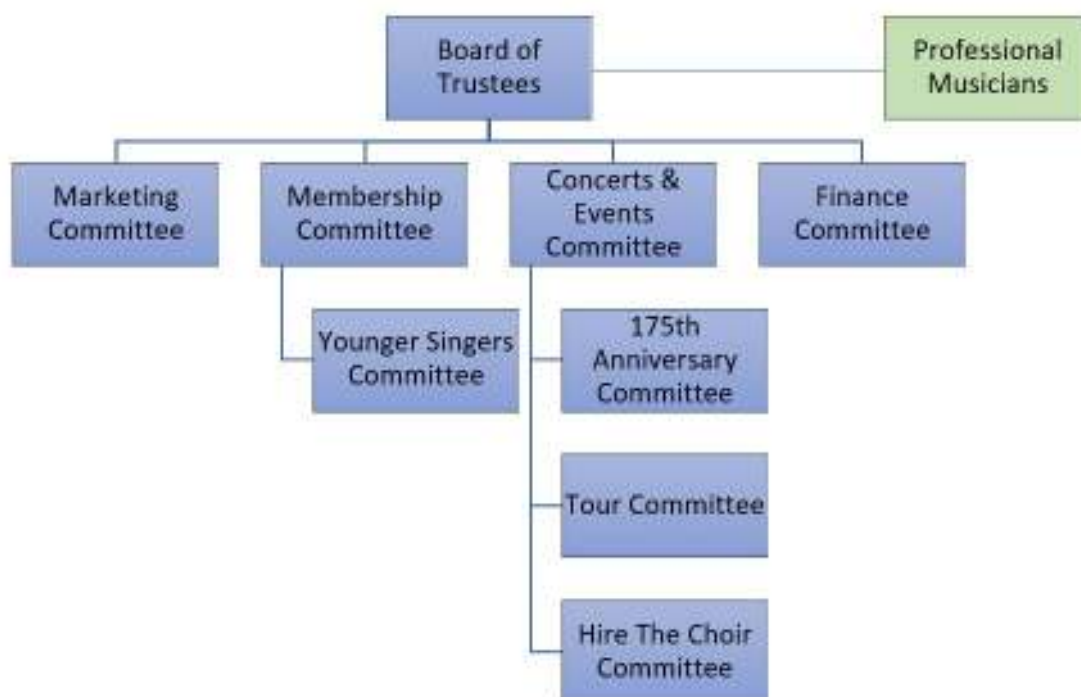 Board of
Trustees
Professional
Musicians
Marketing
Committee
Membership
Committee
Concerts &
Events
Committee
Finance
Committee
Younger Singers
Committee
175th
Anniversary
Committee
Tour Committee
Hire The Choir
Committee